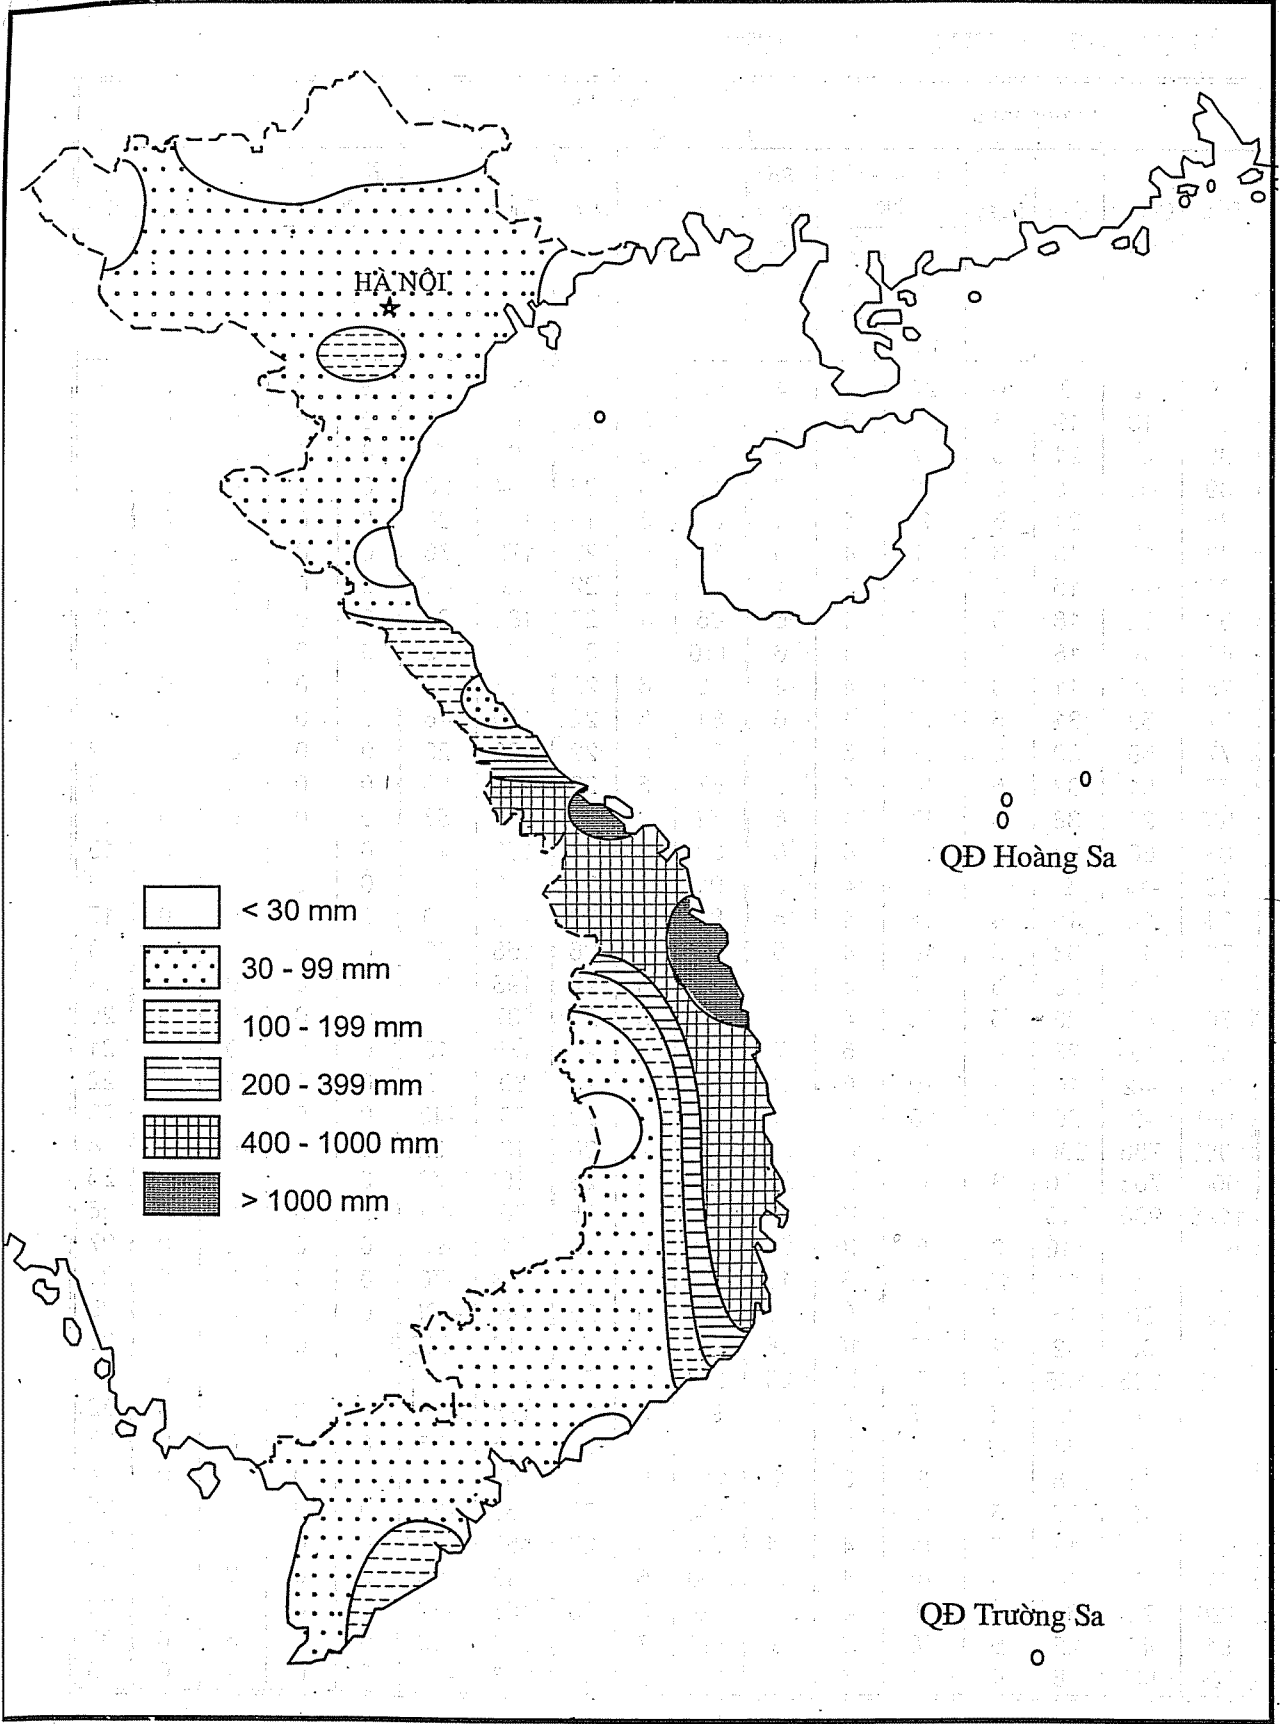 HÀ NỘI
QĐ Hoàng Sa
< 30 mm
30 - 99 mm
100 - 199 mm
200 - 399 mm
400 - 1000 mm
> 1000 mm
QĐ Trường Sa